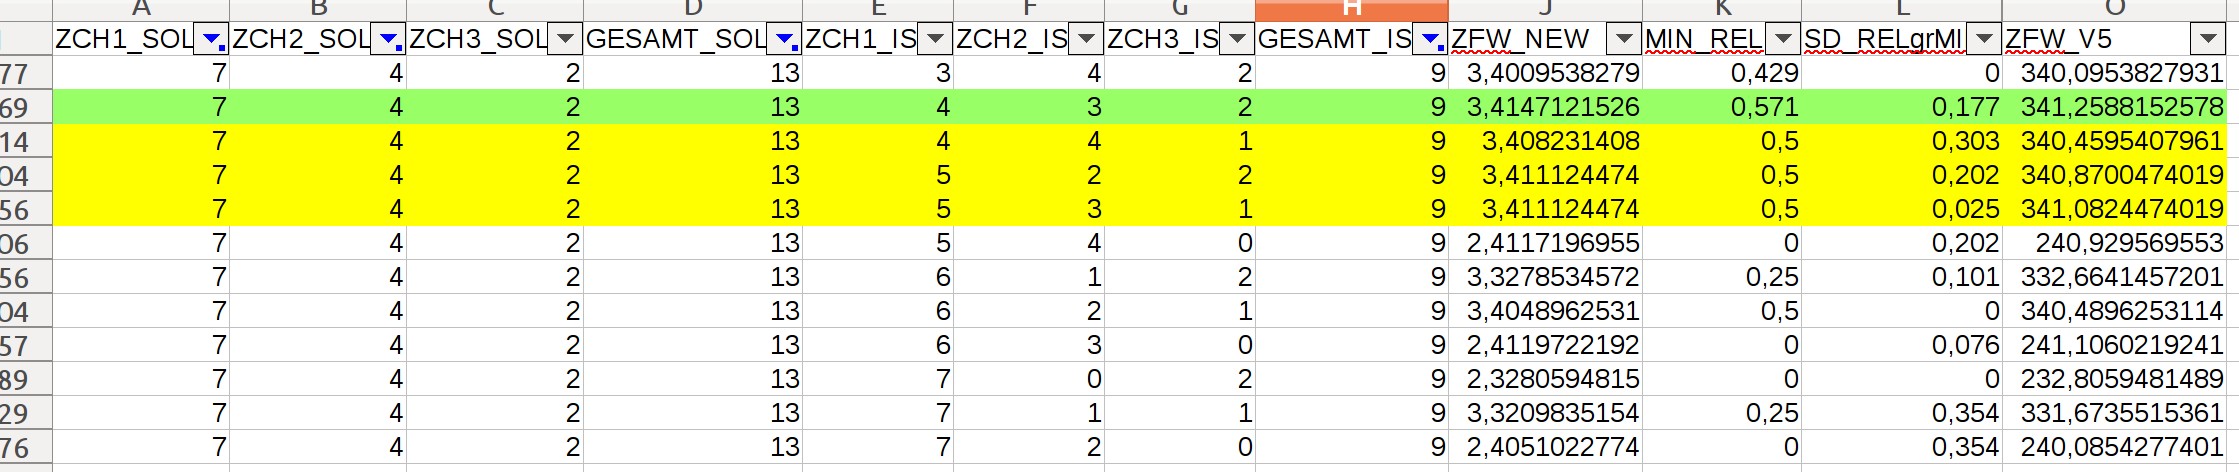 A B C D E F G H J K L O
ZCH1_SOL ZCH2_SOL ZCH3_SOL GESAMT_SOL ZCH1_IS ZCH2_IS ZCH3_IS GESAMT_IS ZFW_NEW MIN_REL SD_RELgrMI ZFW_V5
77 7 4 2 13 3 4 2 9 3,4009538279 0,429 0 340,0953827931
69 7 4 2 13 4 3 2 9 3,4147121526 0,571 0,177 341,2588152578
14 7 4 2 13 4 4 1 9 3,408231408 0,5 0,303 340,4595407961
04 7 4 2 13 5 2 2 9 3,411124474 0,5 0,202 340,8700474019
56 7 4 2 13 5 3 1 9 3,411124474 0,5 0,025 341,0824474019
06 7 4 2 13 5 4 0 9 2,4117196955 0 0,202 240,929569553
56 7 4 2 13 6 1 2 9 3,3278534572 0,25 0,101 332,6641457201
04 7 4 2 13 6 2 1 9 3,4048962531 0,5 0 340,4896253114
57 7 4 2 13 6 3 0 9 2,4119722192 0 0,076 241,1060219241
89 7 4 2 13 7 0 2 9 2,3280594815 0 0 232,8059481489
29 7 4 2 13 7 1 1 9 3,3209835154 0,25 0,354 331,6735515361
76 7 4 2 13 7 2 0 9 2,4051022774 0 0,354 240,0854277401